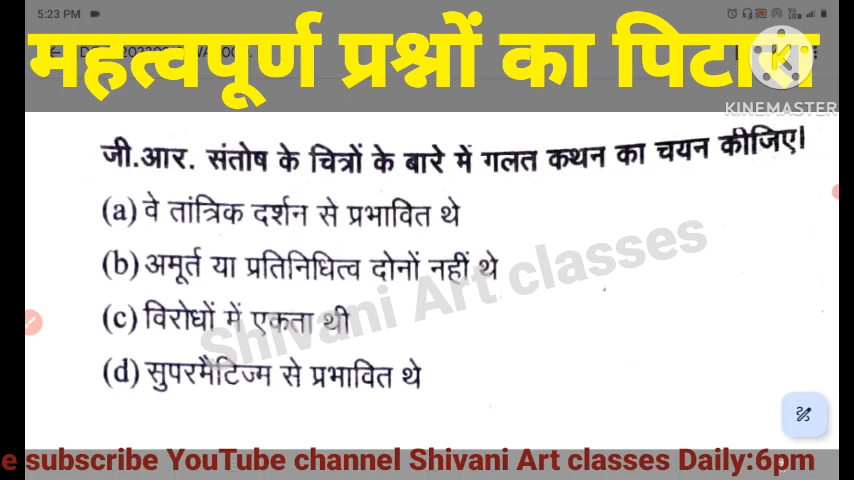 5:23 PM
महत्वपूर्ण प्रश्नों का पिटारा
KINEMASTER
जी.आर. संतोष के चित्रों के बारे में गलत कथन का चयन कीजिए।
(a) वे तांत्रिक दर्शन से प्रभावित थे
(b) अमूर्त या प्रतिनिधित्व दोनों नहीं थे
(c) विरोधों में एकता थी
(d) सुपरमैटिज्म से प्रभावित थे
Shivani Art classes
e subscribe YouTube channel Shivani Art classes Daily:6pm